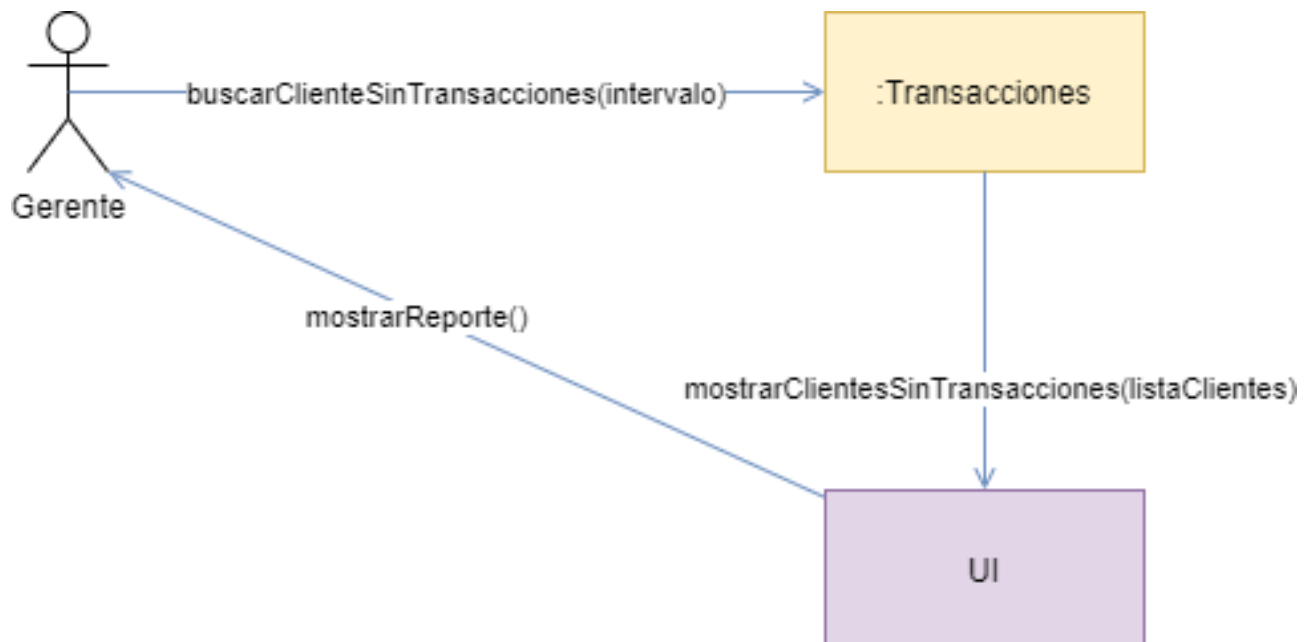 buscarClienteSinTransacciones(intervalo)
:Transacciones
Gerente
mostrarReporte()
mostrarClientesSinTransacciones(listaClientes)
UI